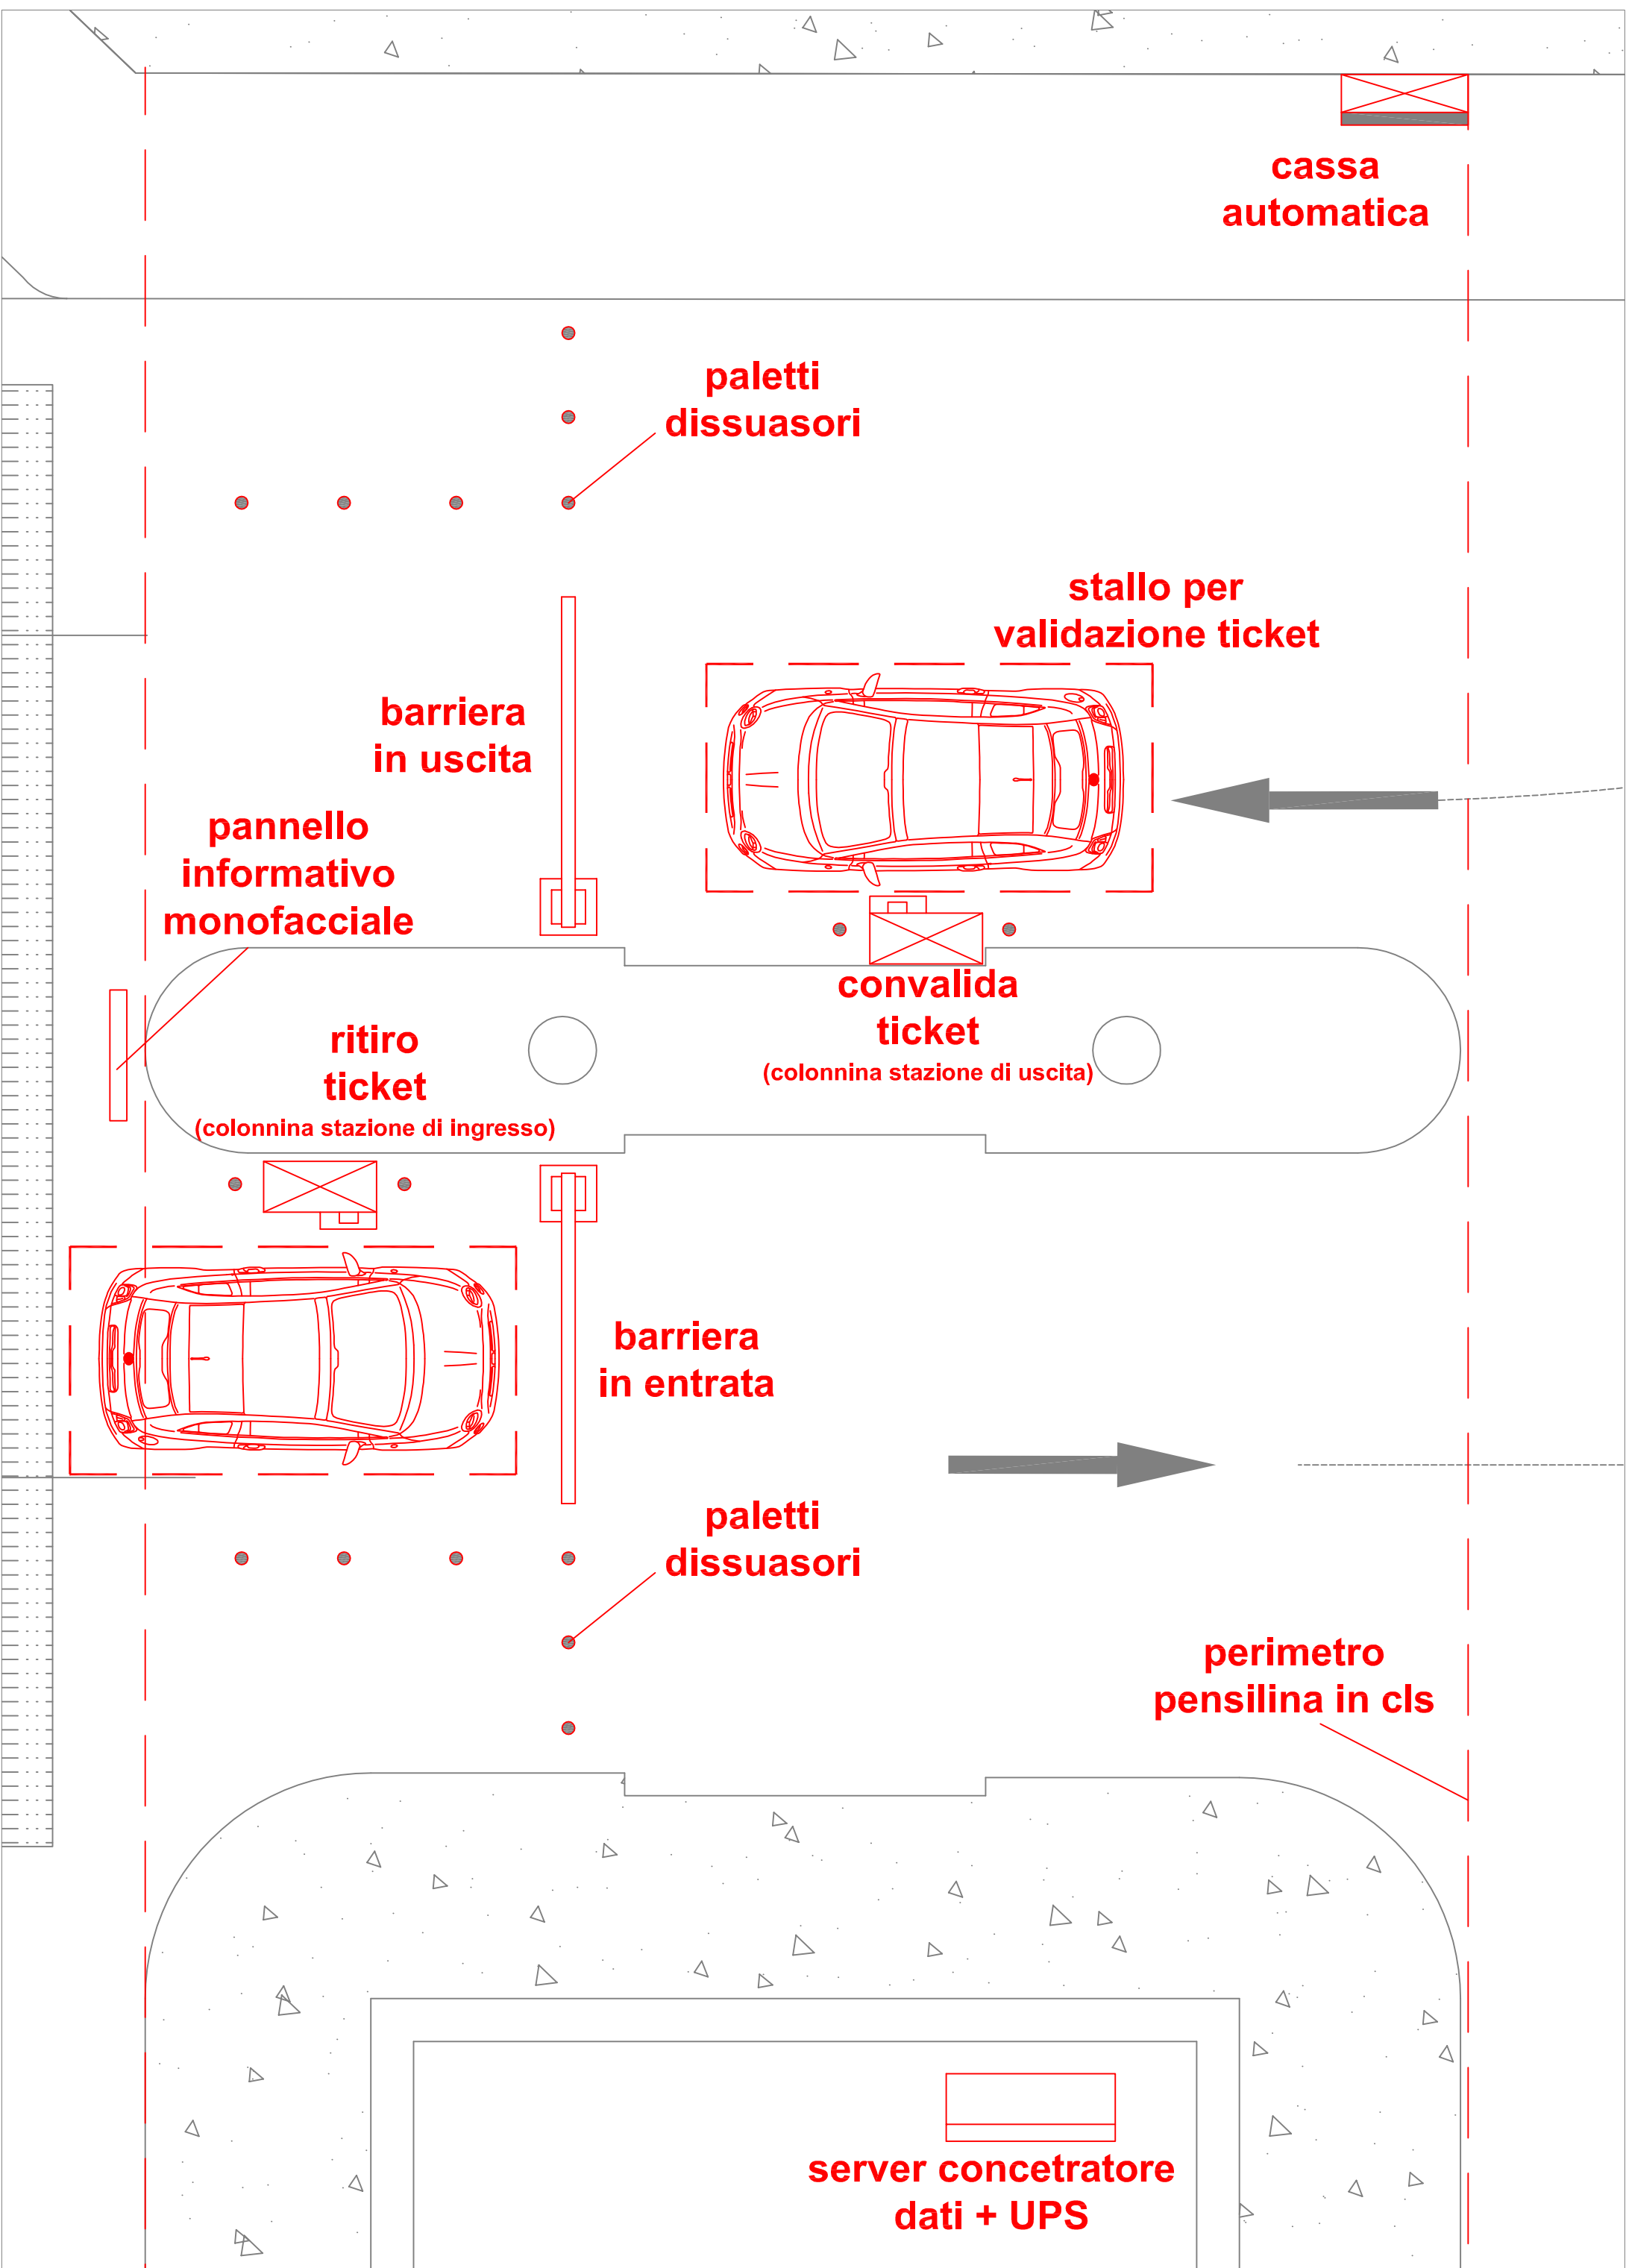 cassa
automatica
paletti
dissuasori
stallo per
validazione ticket
barriera
in uscita
pannello
informativo
monofacciale
convalida
ticket
(colonnina stazione di uscita)
ritiro
ticket
(colonnina stazione di ingresso)
barriera
in entrata
paletti
dissuasori
perimetro
pensilina in cls
server concetratore
dati + UPS